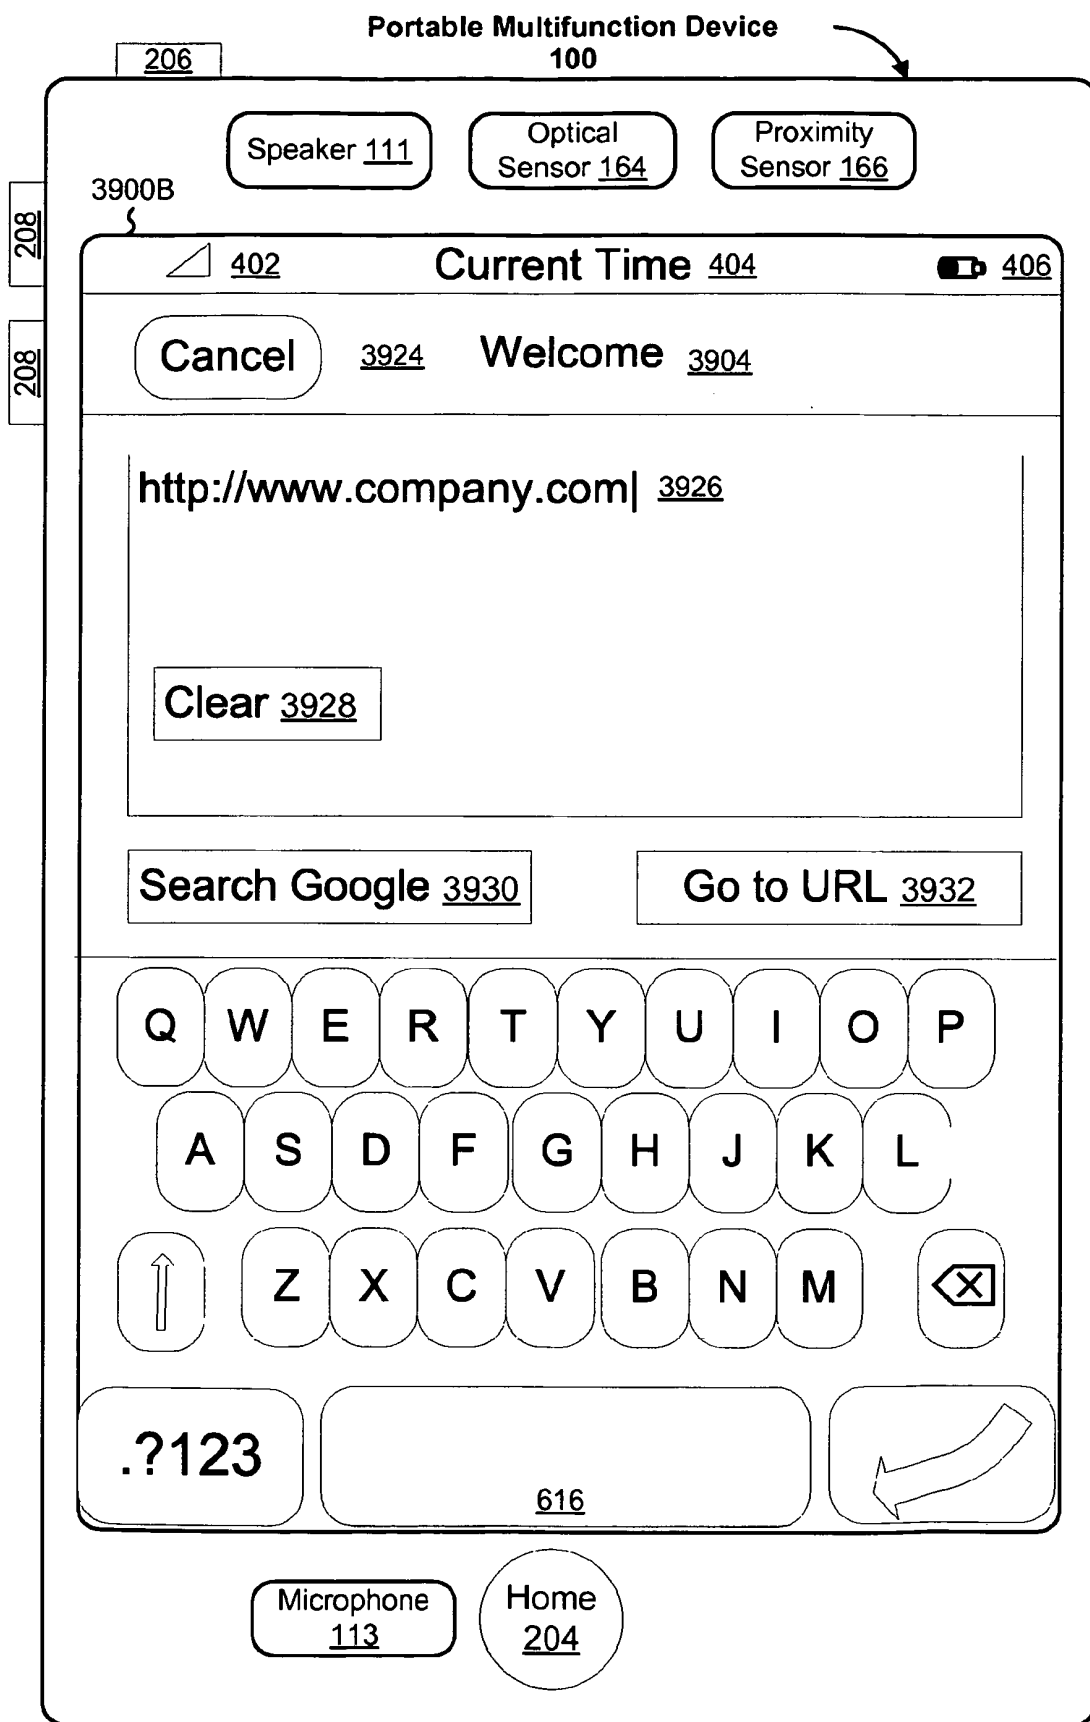 Portable Multifunction Device
100
206
Speaker 111
Optical
Sensor 164
Proximity
Sensor 166
3900B
208
208
402 Current Time 404 406
Cancel 3924 Welcome 3904
http://www.company.com| 3926
Clear 3928
Search Google 3930 Go to URL 3932
Q W E R T Y U I O P
A S D F G H J K L
Z X C V B N M
.?123
616
Microphone
113
Home
204